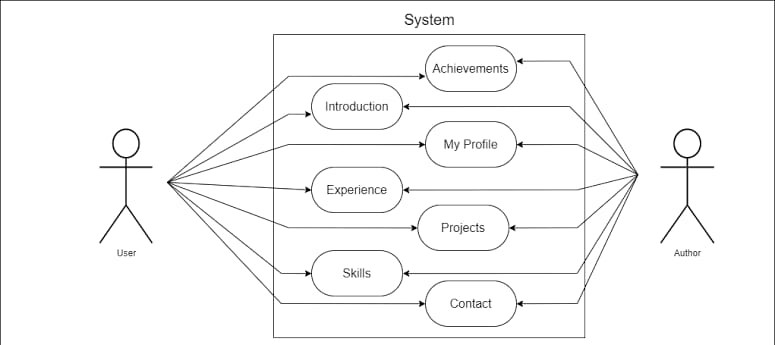 System
Achievements
Introduction
My Profile
Experience
Projects
Skills
Contact
User
Author